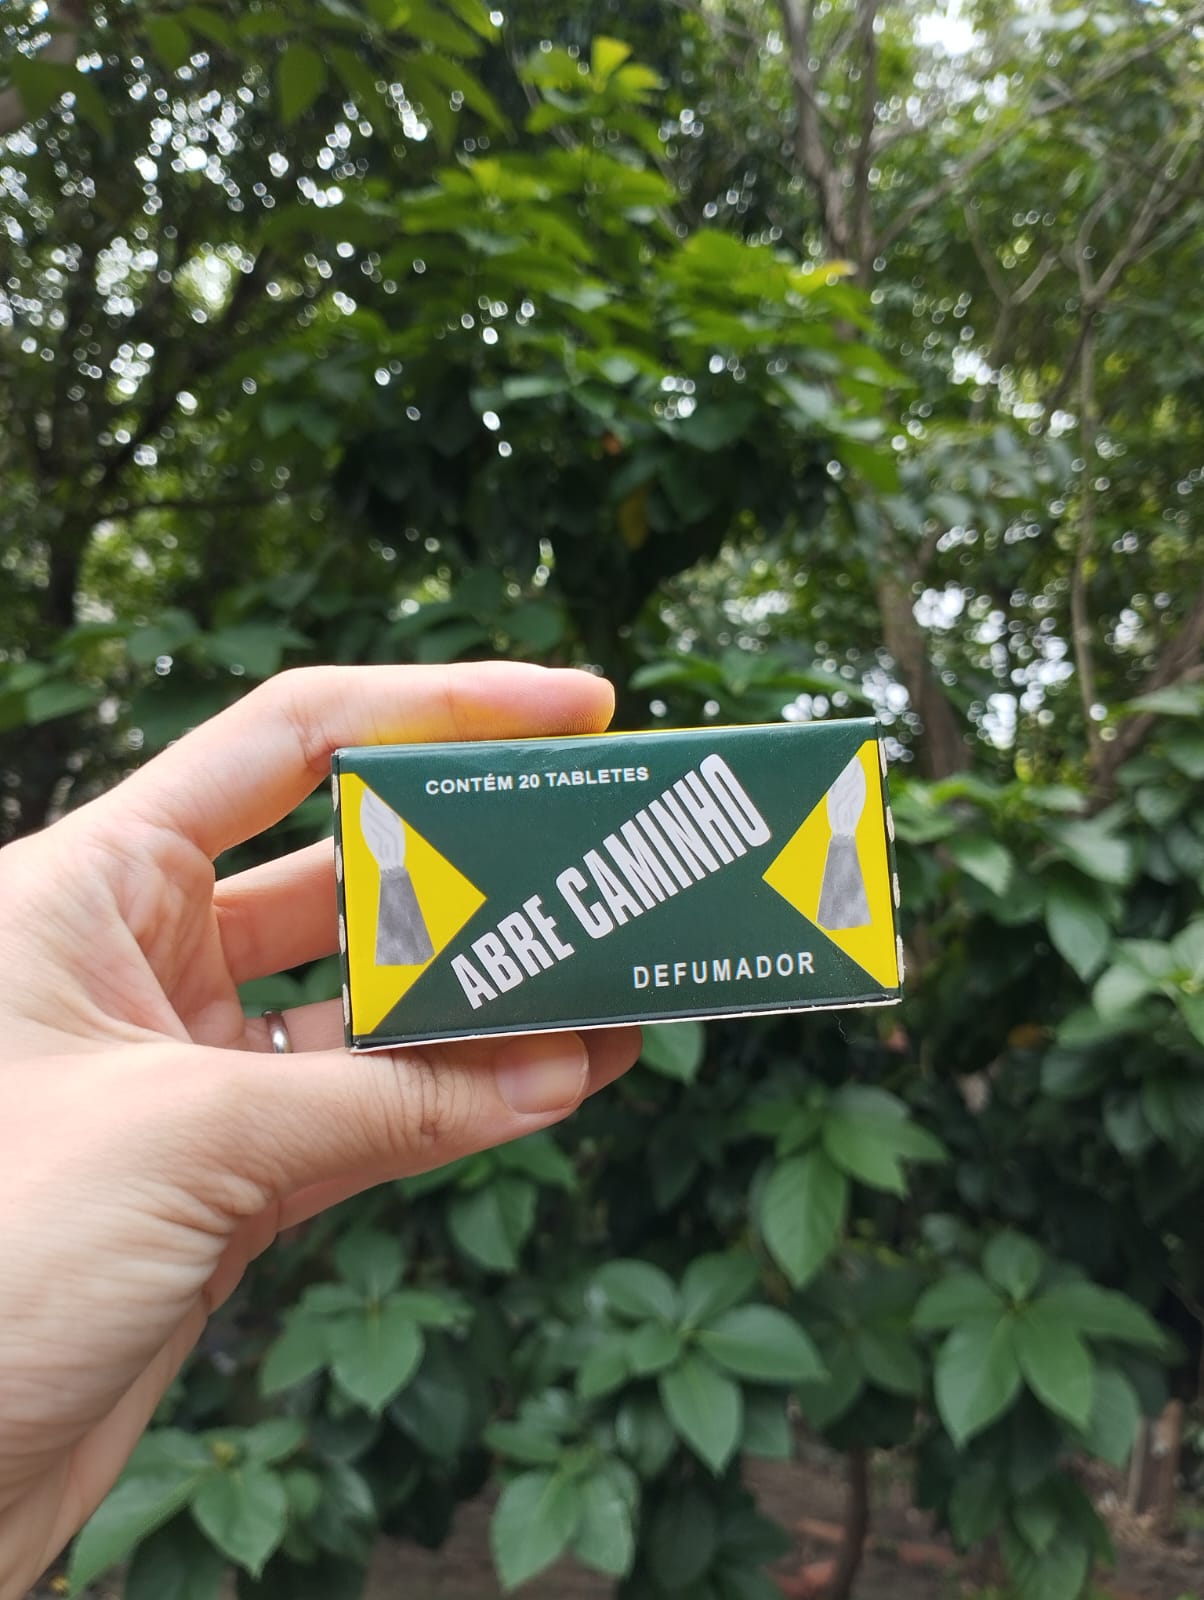 CONTÉM 20 TABLETES
ABRE CAMINHO
DEFUMADOR